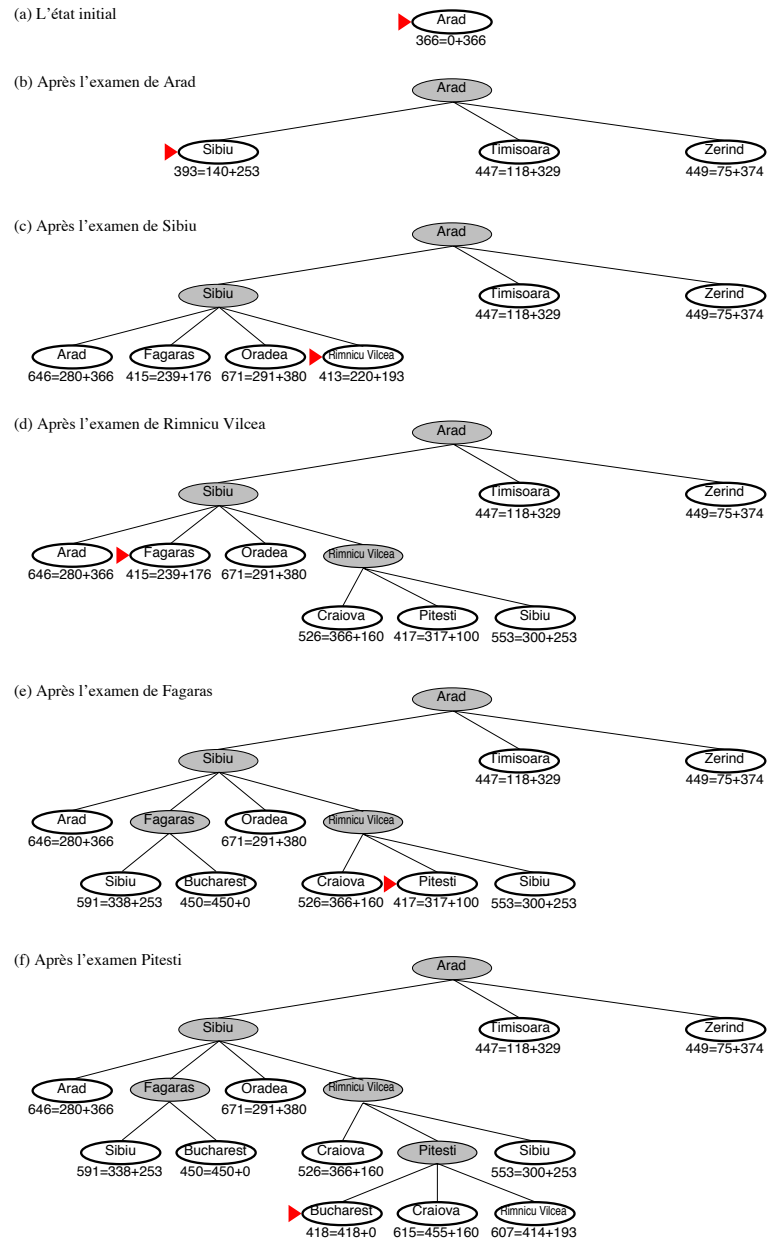 (a) L'état initial
Arad
366=0+366
(b) Après l'examen de Arad
Arad
Sibiu Timisoara Zerind
393=140+253 447=118+329 449=75+374
(c) Après l'examen de Sibiu
Arad
Sibiu Timisoara Zerind
447=118+329 449=75+374
Arad Fagaras Oradea Rimnicu Vilcea
646=280+366 415=239+176 671=291+380 413=220+193
(d) Après l'examen de Rimnicu Vilcea
Arad
Sibiu Timisoara Zerind
447=118+329 449=75+374
Arad Fagaras Oradea Rimnicu Vilcea
646=280+366 415=239+176 671=291+380
Craiova Pitesti Sibiu
526=366+160 417=317+100 553=300+253
(e) Après l'examen de Fagaras
Arad
Sibiu Timisoara Zerind
447=118+329 449=75+374
Arad Fagaras Oradea Rimnicu Vilcea
646=280+366 671=291+380
Sibiu Bucharest Craiova Pitesti Sibiu
591=338+253 450=450+0 526=366+160 417=317+100 553=300+253
(f) Après l'examen Pitesti
Arad
Sibiu Timisoara Zerind
447=118+329 449=75+374
Arad Fagaras Oradea Rimnicu Vilcea
646=280+366 671=291+380
Sibiu Bucharest Craiova Pitesti Sibiu
591=338+253 450=450+0 526=366+160 553=300+253
Bucharest Craiova Rimnicu Vilcea
418=418+0 615=455+160 607=414+193